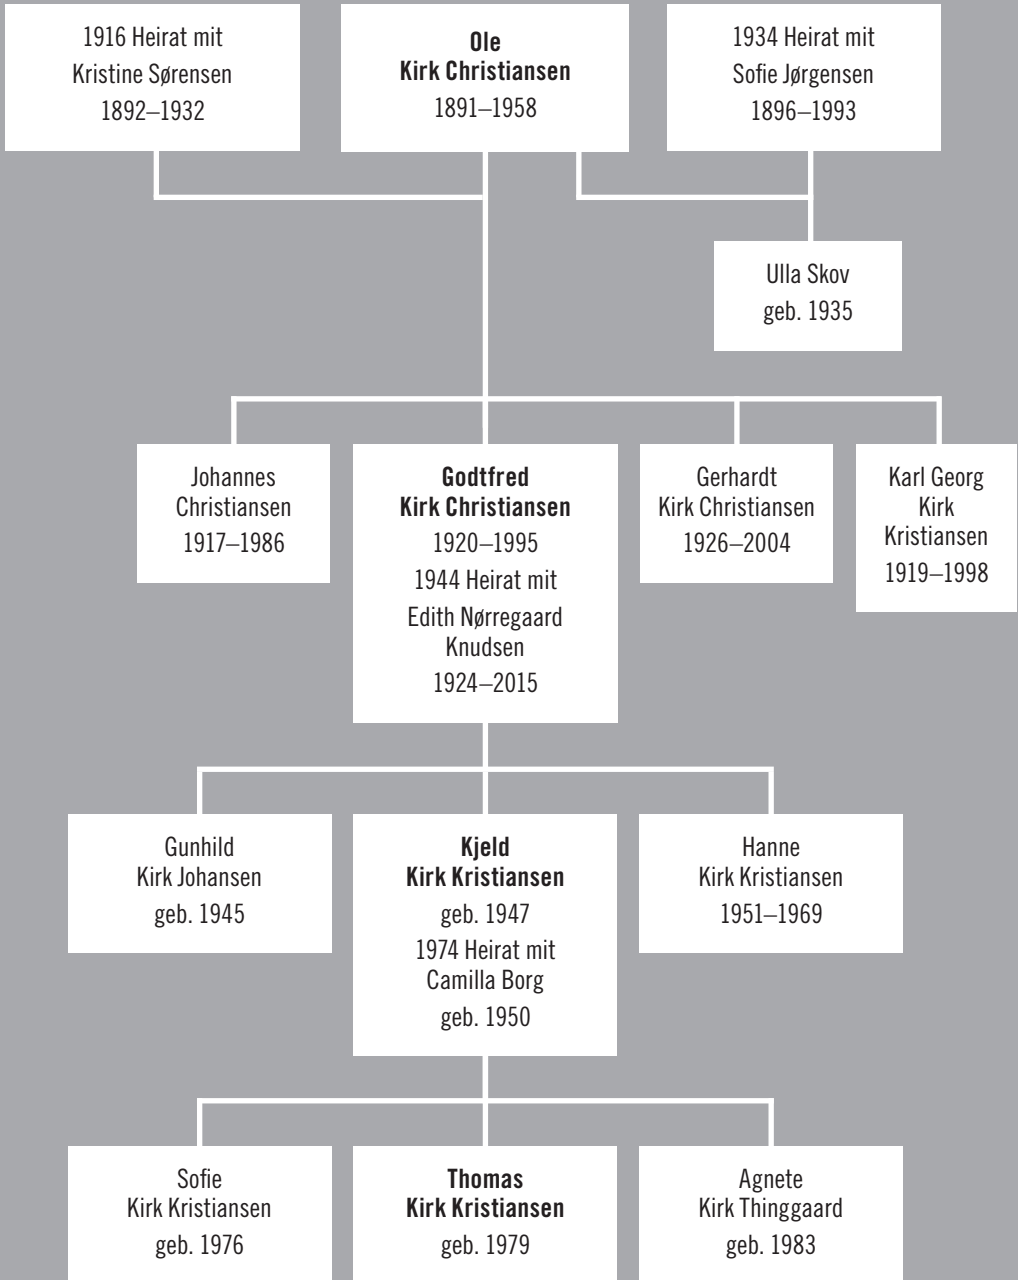 1916 Heirat mit
Kristine Sørensen
1892–1932
Ole
Kirk Christiansen
1891–1958
1934 Heirat mit
Sofie Jørgensen
1896–1993
Ulla Skov
geb. 1935
Johannes
Christiansen
1917–1986
Godtfred
Kirk Christiansen
1920–1995
1944 Heirat mit
Edith Nørregaard
Knudsen
1924–2015
Gerhardt
Kirk Christiansen
1926–2004
Karl Georg
Kirk
Kristiansen
1919–1998
Gunhild
Kirk Johansen
geb. 1945
Kjeld
Kirk Kristiansen
geb. 1947
1974 Heirat mit
Camilla Borg
geb. 1950
Hanne
Kirk Kristiansen
1951–1969
Sofie
Kirk Kristiansen
geb. 1976
Thomas
Kirk Kristiansen
geb. 1979
Agnete
Kirk Thinggaard
geb. 1983